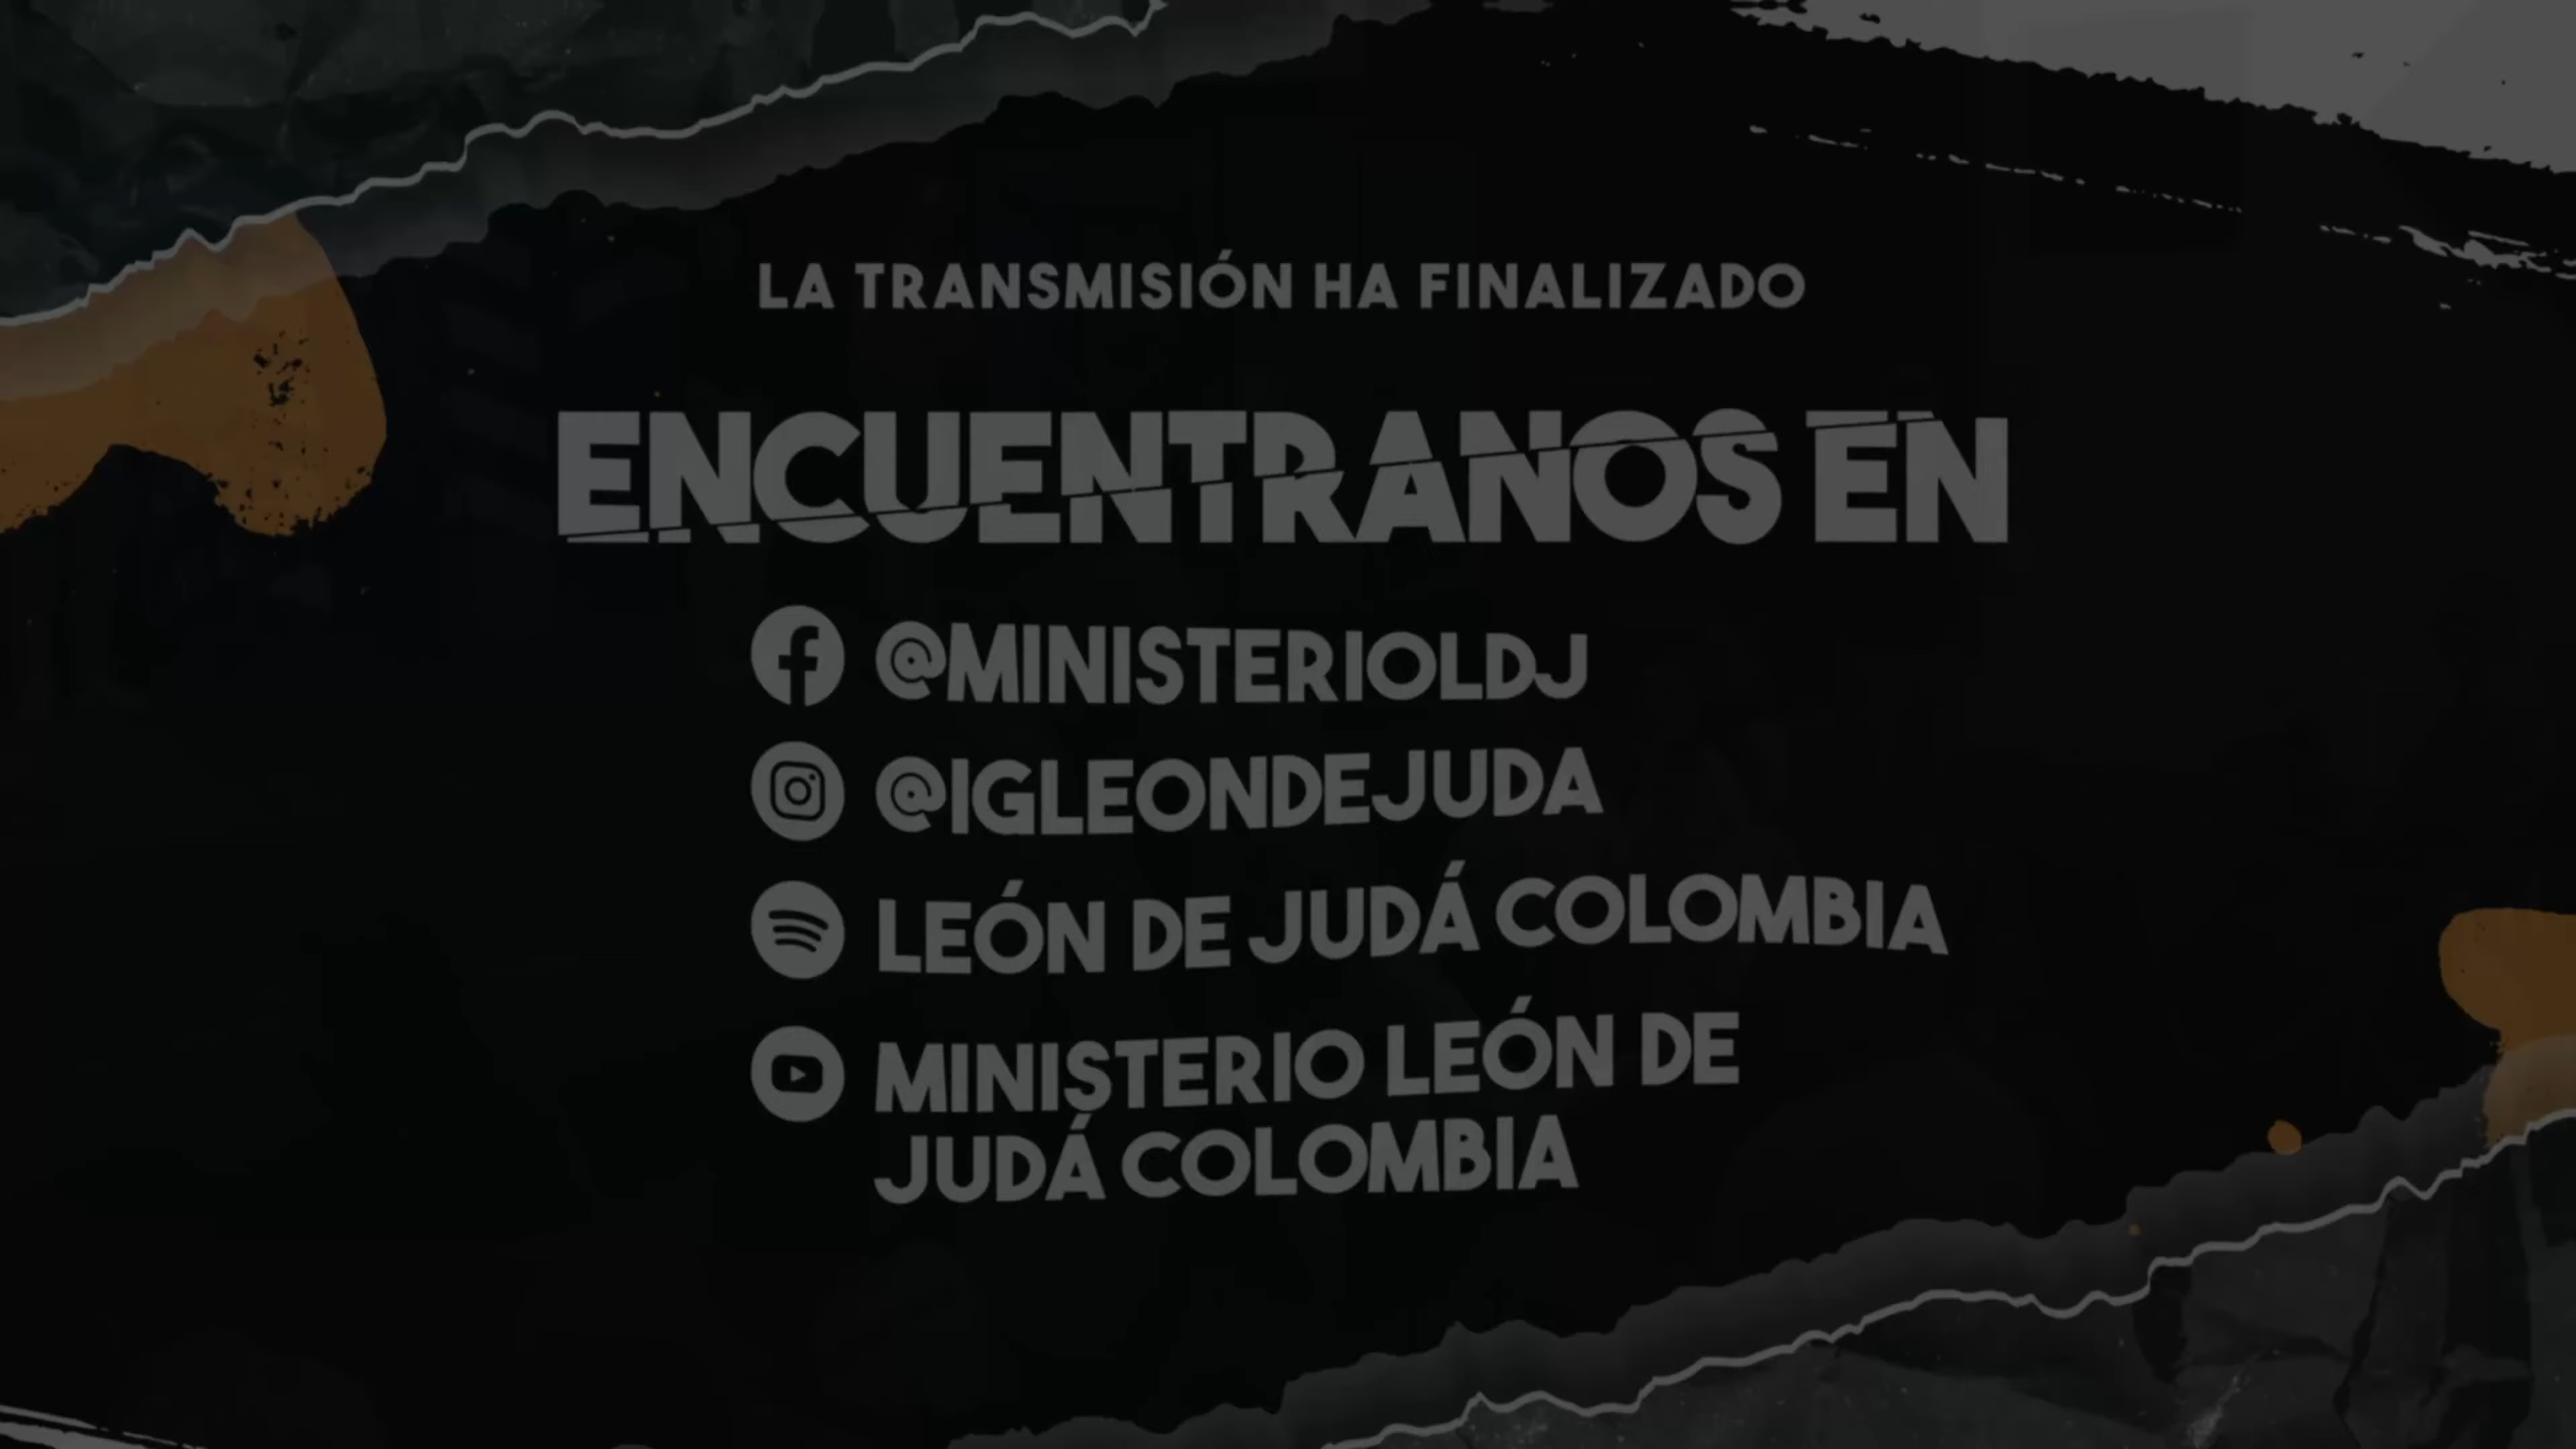 LA TRANSMISIÓN HA FINALIZADO
ENCUENTRANOS EN
@MINISTERIOLDJ
@IGLEONDEJUDA
LEÓN DE JUDÁ COLOMBIA
MINISTERIO LEÓN DE
JUDÁ COLOMBIA